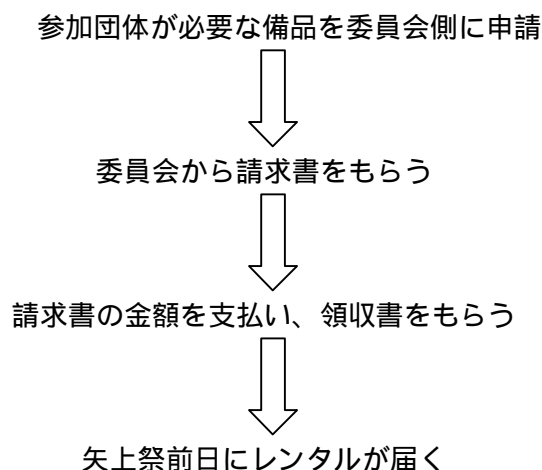 参加団体が必要な備品を委員会側に申請
委員会から請求書をもらう
請求書の金額を支払い、領収書をもらう
矢上祭前日にレンタルが届く